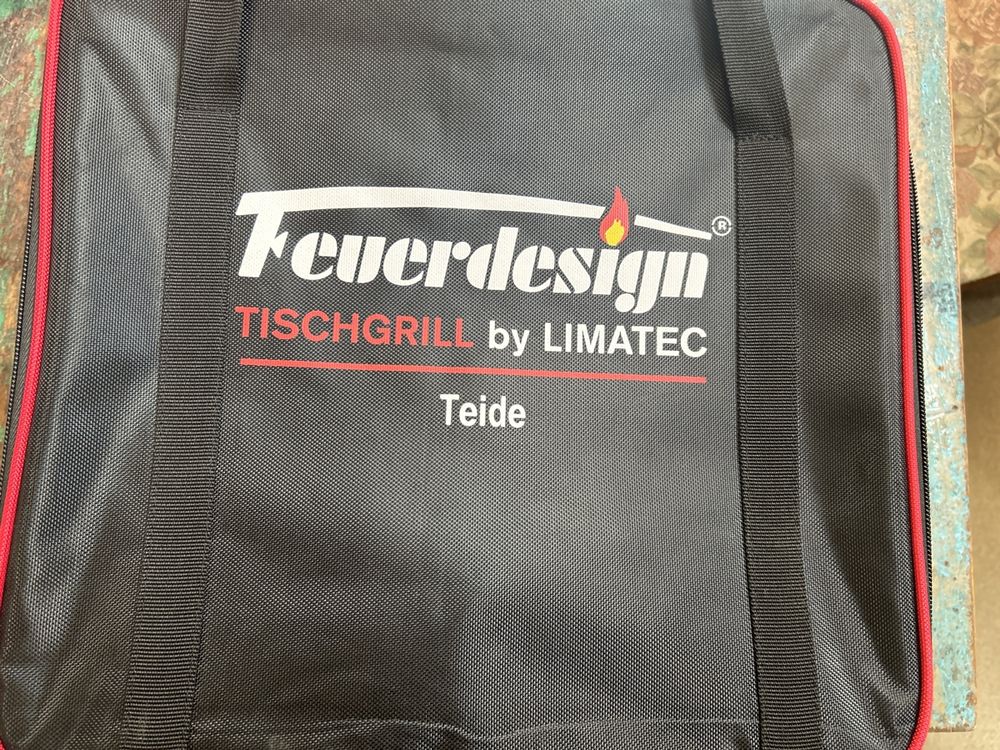 Feuerdesign®
TISCHGRILL by LIMATEC
Teide